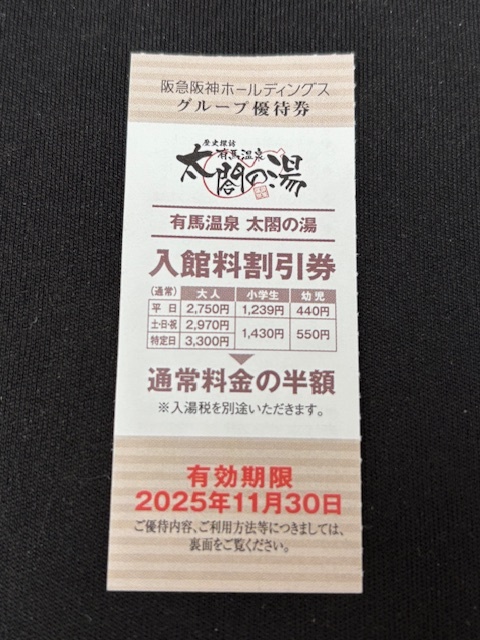 阪急阪神ホールディングス
グループ優待券
歴史探訪
有馬温泉
太閤の湯
有馬温泉 太閤の湯
入館料割引券
(通常) 大人 小学生 幼児
平日 2,750円 1,239円 440円
土・日・祝 2,970円 1,430円 550円
特定日 3,300円
通常料金の半額
※入湯税を別途いただきます。
有効期限
2025年11月30日
ご優待内容、ご利用方法等につきましては、
裏面をご覧ください。